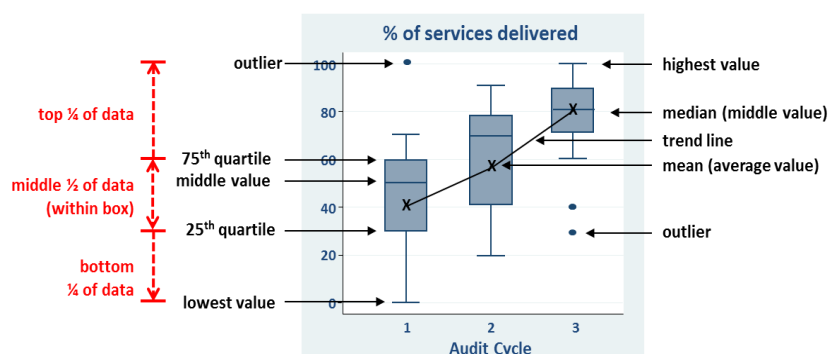 % of services delivered
outlier
100
highest value
top ¼ of data
80
median (middle value)
trend line
75th quartile
60
mean (average value)
middle ½ of data
(within box)
middle value
40
25th quartile
outlier
20
bottom
¼ of data
lowest value
0
1 2 3
Audit Cycle